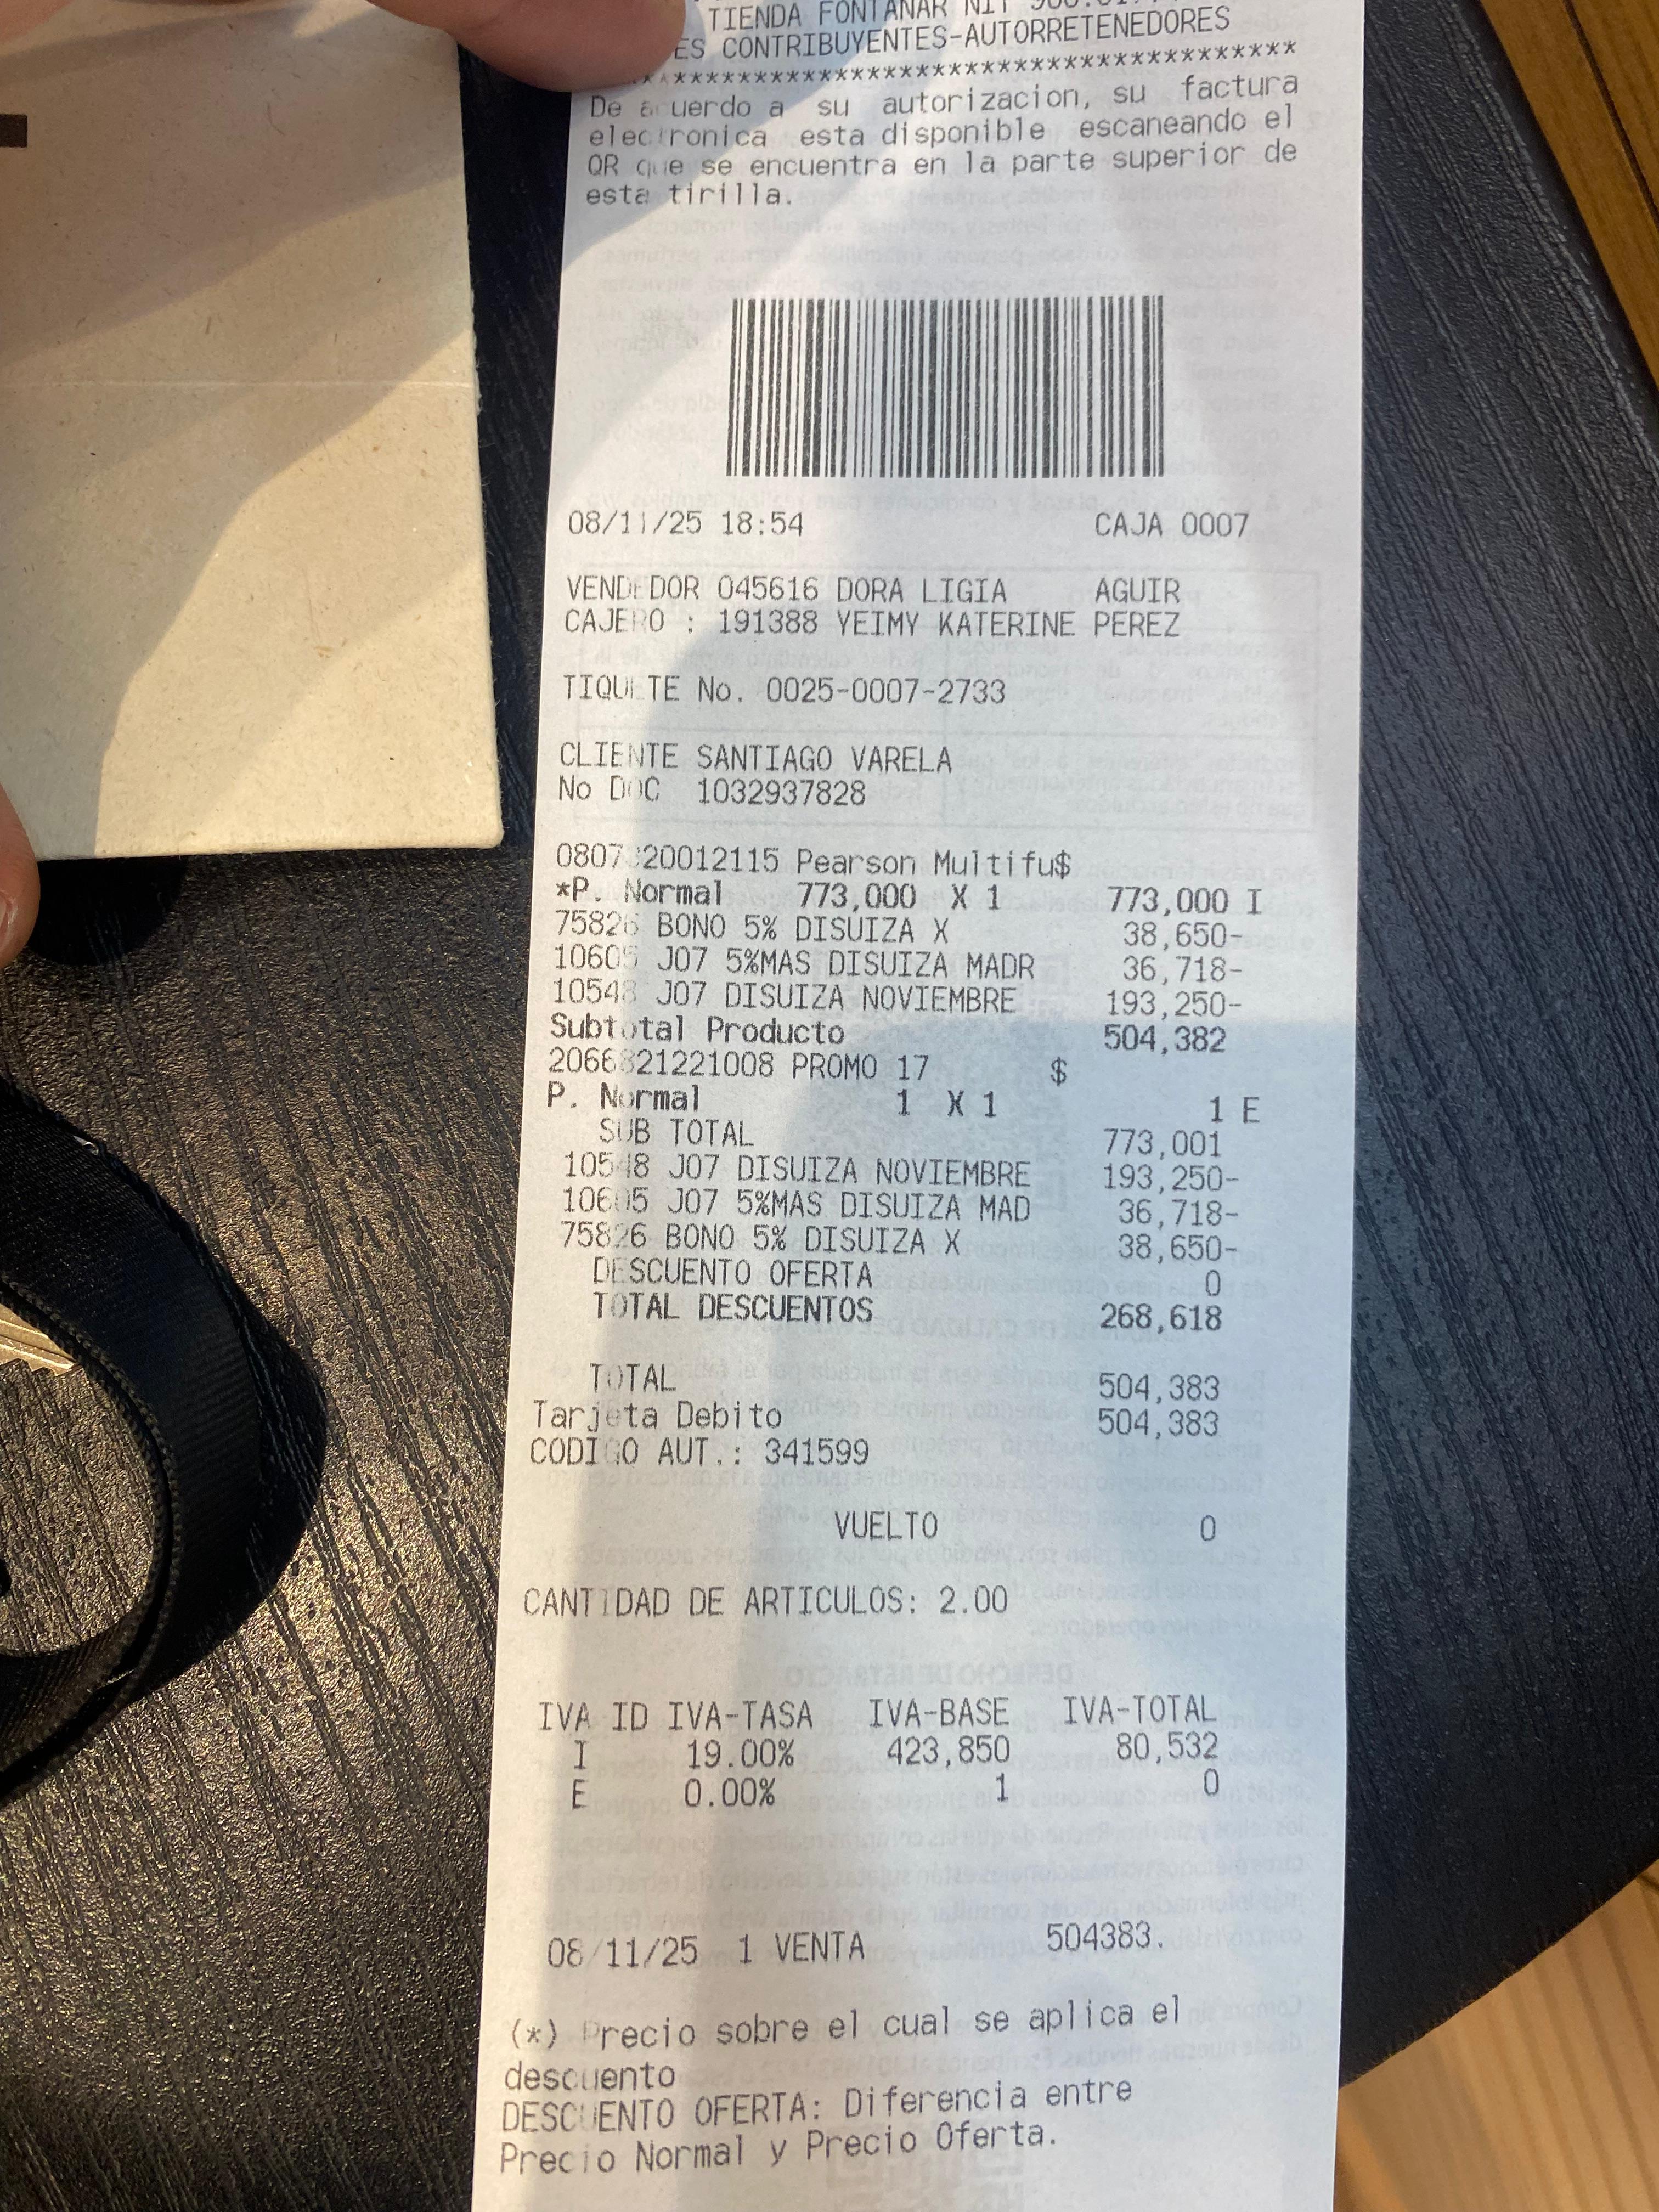 TIENDA FONTANAR NIT
ES CONTRIBUYENTES-AUTORRETENEDORES
****************************************
De acuerdo a su autorizacion, su factura
electronica esta disponible escaneando el
QR que se encuentra en la parte superior de
esta tirilla.
08/11/25 18:54 CAJA 0007
VENDEDOR 045616 DORA LIGIA AGUIR
CAJERO : 191388 YEIMY KATERINE PEREZ
TIQUETE No. 0025-0007-2733
CLIENTE SANTIAGO VARELA
No DOC 1032937828
Pearson Multifu$
*P. Normal 773,000 X 1 773,000 I
75826 BONO 5% DISUIZA X 38,650-
10605 J07 5%MAS DISUIZA MADR 36,718-
10548 J07 DISUIZA NOVIEMBRE 193,250-
Subtotal Producto 504,382
PROMO 17 $
P. Normal 1 X 1 1 E
SUB TOTAL 773,001
10548 J07 DISUIZA NOVIEMBRE 193,250-
10605 J07 5%MAS DISUIZA MAD 36,718-
75826 BONO 5% DISUIZA X 38,650-
DESCUENTO OFERTA 0
TOTAL DESCUENTOS 268,618
TOTAL 504,383
Tarjeta Debito 504,383
CODIGO AUT.: 341599
VUELTO 0
CANTIDAD DE ARTICULOS: 2.00
IVA ID IVA-TASA IVA-BASE IVA-TOTAL
I 19.00% 423,850 80,532
E 0.00% 1 0
08/11/25 1 VENTA 504383.
(*) Precio sobre el cual se aplica el
descuento
DESCUENTO OFERTA: Diferencia entre
Precio Normal y Precio Oferta.